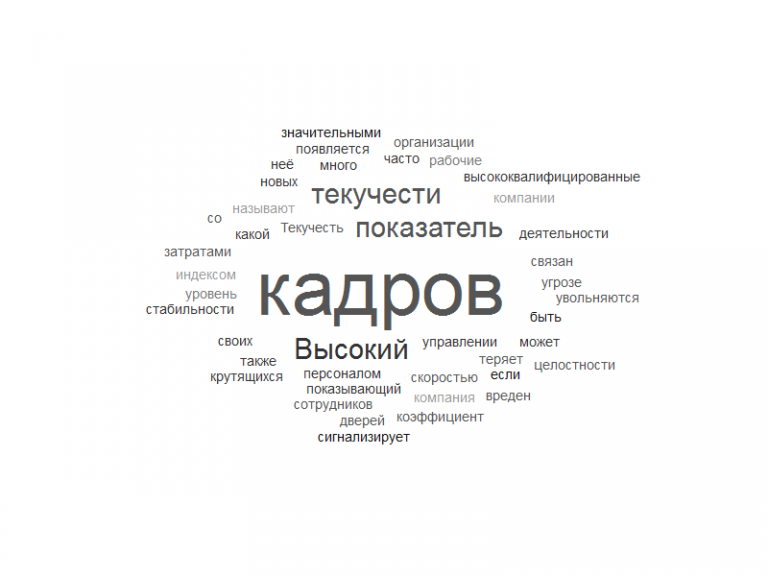 значительными
организации
появляется
часто
рабочие
неё
много
высококвалифицированные
новых
текучести
компании
называют
со
Текучесть
показатель
какой
деятельности
затратами
связан
индексом
кадров
угрозе
уровень
увольняются
стабильности
быть
своих
Высокий
управлении
может
также
теряет
целостности
крутящихся
персоналом
скоростью
если
показывающий
компания
вреден
сотрудников
дверей
коэффициент
сигнализирует